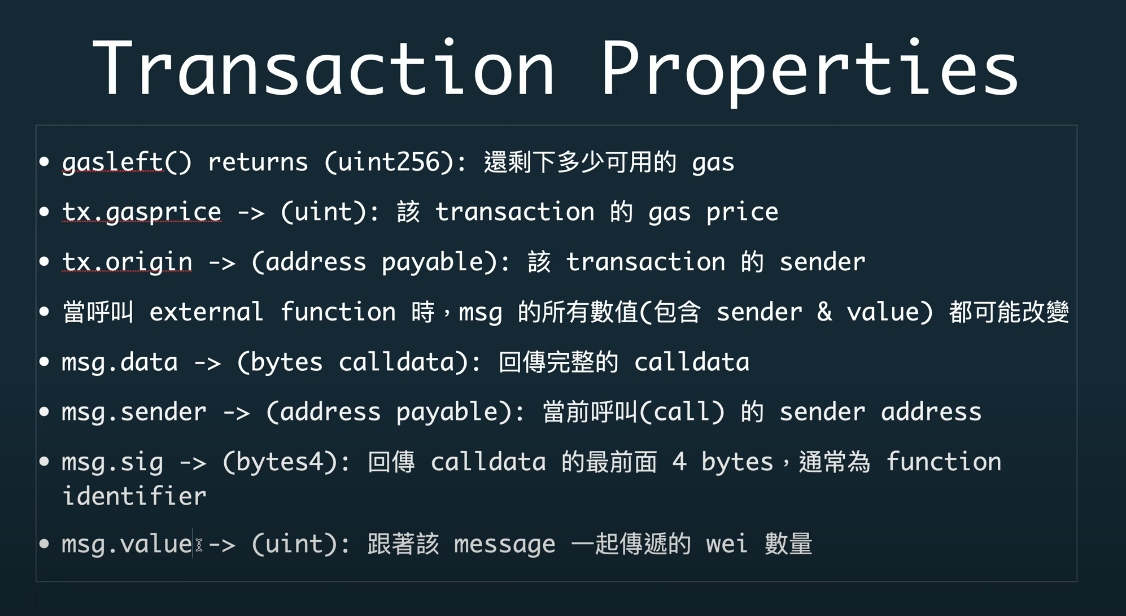 Transaction Properties
• gasleft() returns (uint256): 還剩下多少可用的 gas
• tx.gasprice -> (uint): 該 transaction 的 gas price
• tx.origin -> (address payable): 該 transaction 的 sender
• 當呼叫 external function 時，msg 的所有數值(包含 sender & value) 都可能改變
• msg.data -> (bytes calldata): 回傳完整的 calldata
• msg.sender -> (address payable): 當前呼叫(call) 的 sender address
• msg.sig -> (bytes4): 回傳 calldata 的最前面 4 bytes，通常為 function
identifier
• msg.value -> (uint): 跟著該 message 一起傳遞的 wei 數量